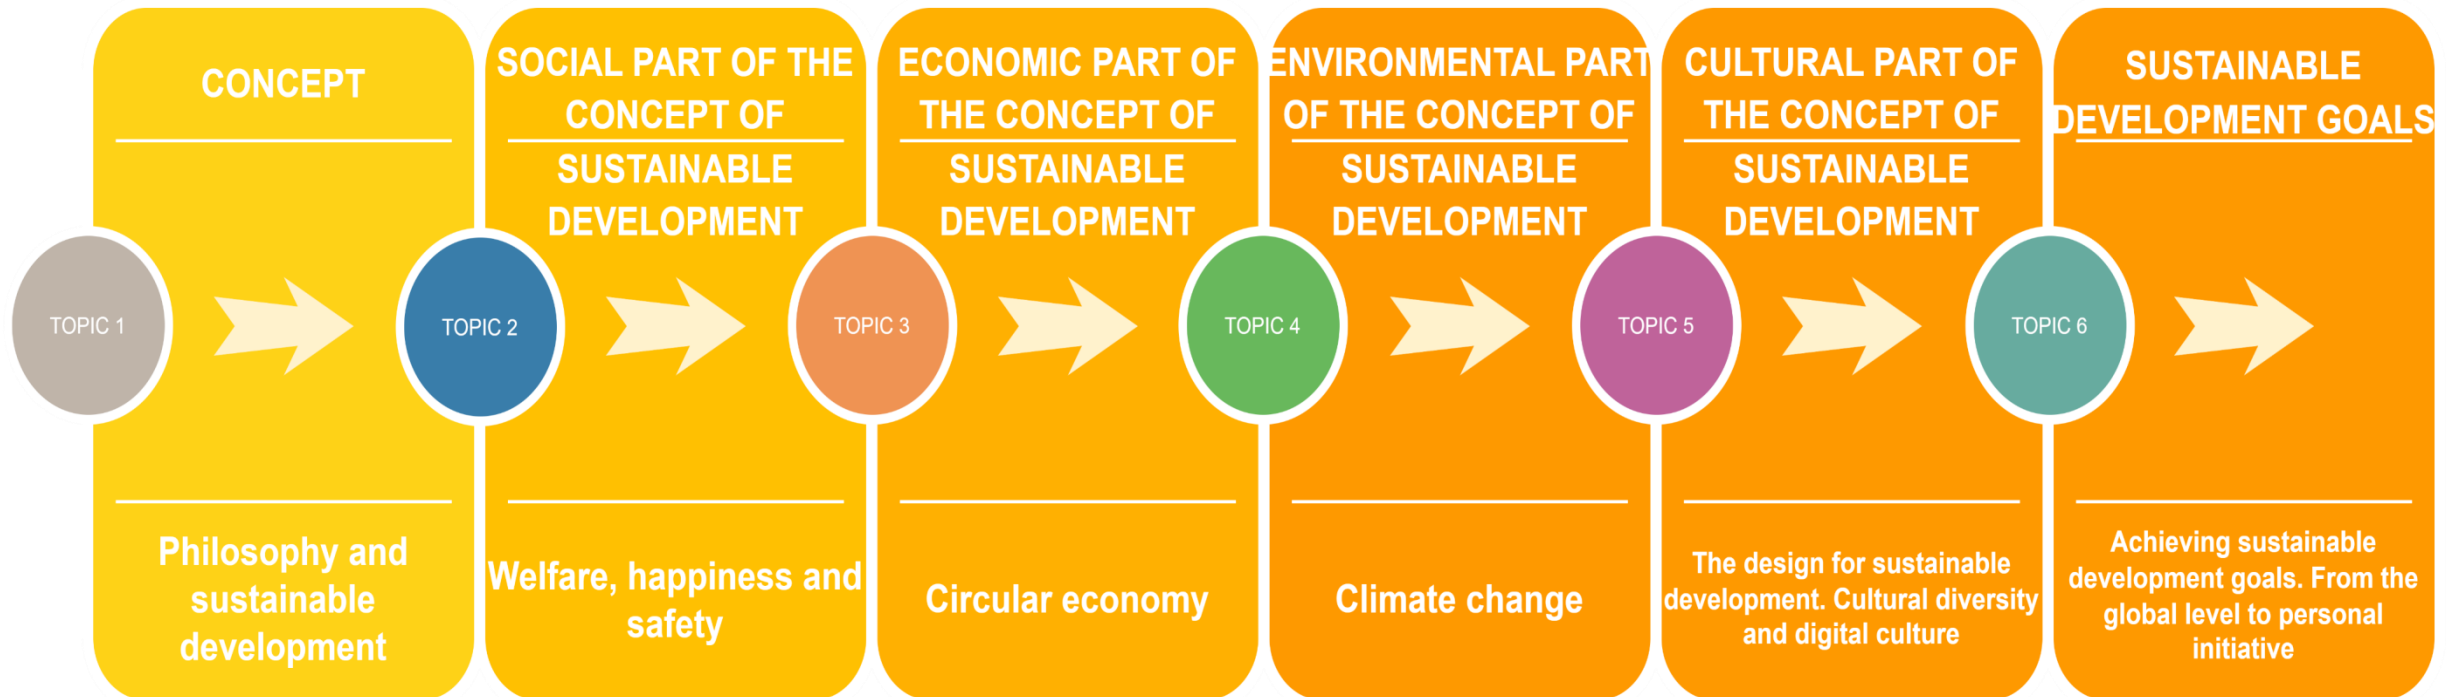 CONCEPT
TOPIC 1
Philosophy and
sustainable
development
SOCIAL PART OF THE
CONCEPT OF
SUSTAINABLE
DEVELOPMENT
TOPIC 2
Welfare, happiness and
safety
ECONOMIC PART OF
THE CONCEPT OF
SUSTAINABLE
DEVELOPMENT
TOPIC 3
Circular economy
ENVIRONMENTAL PART
OF THE CONCEPT OF
SUSTAINABLE
DEVELOPMENT
TOPIC 4
Climate change
CULTURAL PART OF
THE CONCEPT OF
SUSTAINABLE
DEVELOPMENT
TOPIC 5
The design for sustainable
development. Cultural diversity
and digital culture
SUSTAINABLE
DEVELOPMENT GOALS
TOPIC 6
Achieving sustainable
development goals. From the
global level to personal
initiative